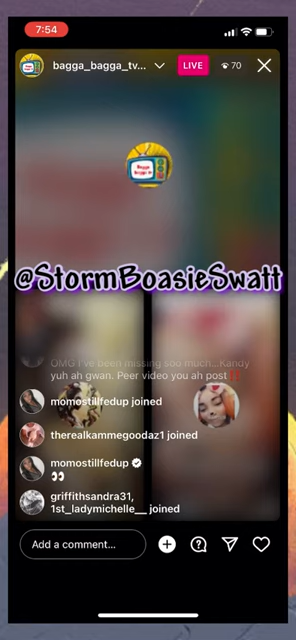 7:54
bagga_bagga_tv...
LIVE
70
@StormBoasieSwatt
OMG I've been missing soo much...Kandy
yuh ah gwan. Peer video you ah post‼️
momostillfedup joined
therealkammegoodaz1 joined
momostillfedup
👀
griffithsandra31,
1st_ladymichelle__ joined
Add a comment...